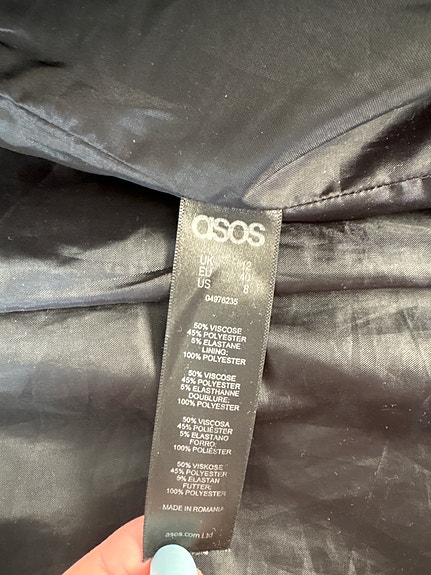 asos
UK 12
EU 40
US 8
04976235
50% VISCOSE
45% POLYESTER
5% ELASTANE
LINING:
100% POLYESTER
50% VISCOSE
45% POLYESTER
5% ELASTHANNE
DOUBLURE:
100% POLYESTER
50% VISCOSA
45% POLIÉSTER
5% ELASTANO
FORRO:
100% POLIÉSTER
50% VISKOSE
45% POLYESTER
5% ELASTAN
FUTTER:
100% POLYESTER
MADE IN ROMANIA
asos.com Ltd